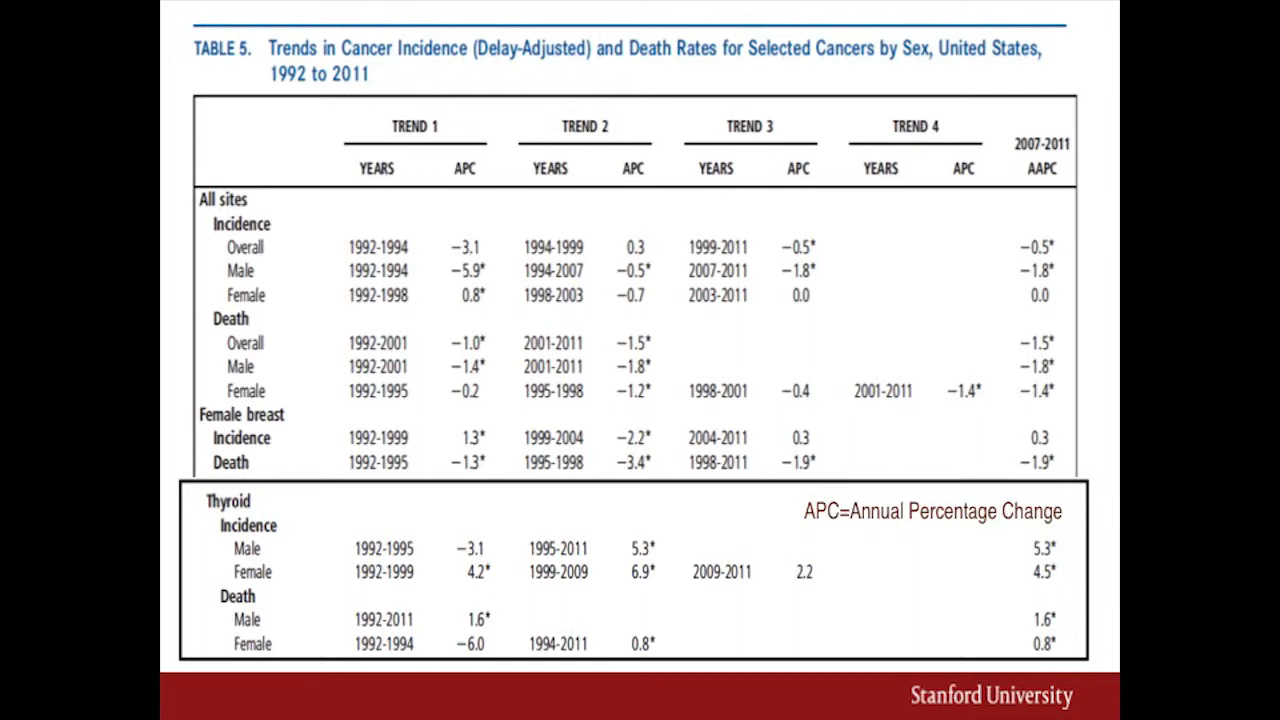 TABLE 5. Trends in Cancer Incidence (Delay-Adjusted) and Death Rates for Selected Cancers by Sex, United States,
1992 to 2011
TREND 1 TREND 2 TREND 3 TREND 4
2007-2011
YEARS APC YEARS APC YEARS APC YEARS APC AAPC
All sites
Incidence
Overall 1992-1994 −3.1 1994-1999 0.3 1999-2011 −0.5* −0.5*
Male 1992-1994 −5.9* 1994-2007 −0.5* 2007-2011 −1.8* −1.8*
Female 1992-1998 0.8* 1998-2003 −0.7 2003-2011 0.0 0.0
Death
Overall 1992-2001 −1.0* 2001-2011 −1.5* −1.5*
Male 1992-2001 −1.4* 2001-2011 −1.8* −1.8*
Female 1992-1995 −0.2 1995-1998 −1.2* 1998-2001 −0.4 2001-2011 −1.4* −1.4*
Female breast
Incidence 1992-1999 1.3* 1999-2004 −2.2* 2004-2011 0.3 0.3
Death 1992-1995 −1.3* 1995-1998 −3.4* 1998-2011 −1.9* −1.9*
Thyroid
APC=Annual Percentage Change
Incidence
Male 1992-1995 −3.1 1995-2011 5.3* 5.3*
Female 1992-1999 4.2* 1999-2009 6.9* 2009-2011 2.2 4.5*
Death
Male 1992-2011 1.6* 1.6*
Female 1992-1994 −6.0 1994-2011 0.8* 0.8*
Stanford University